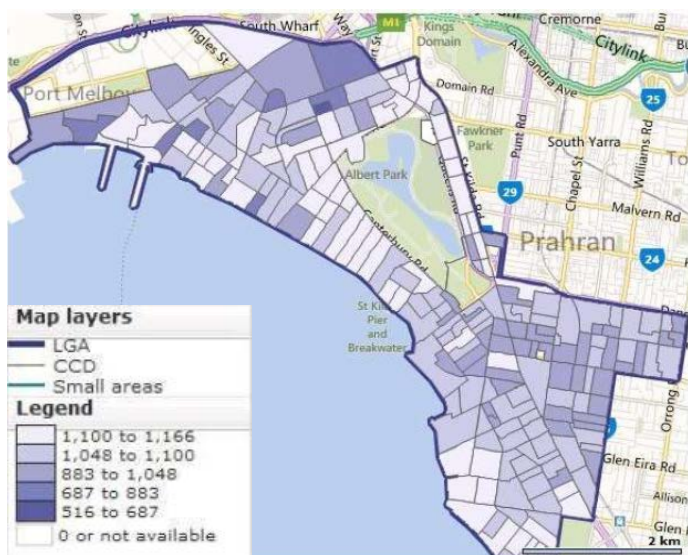 South Wharf
Cremorne
Citylink
Ingles St
M1
Kings
Domain
Alexandra Ave
Citylink
Port Melbou
Domain Rd
25
Fawkner
Park
Punt Rd
South Yarra
Chapel St
Williams Rd
Albert Park
Queens Rd
St Kilda Rd
29
Malvern Rd
Canterbury Rd
Prahran
24
St Kil
Pier
and
Breakwater
Map layers
LGA
CCD
Small areas
Legend
1,100 to 1,166
1,048 to 1,100
883 to 1,048
687 to 883
516 to 687
0 or not available
Orrong
Glen Eira Rd
Allison
Glen
2 km